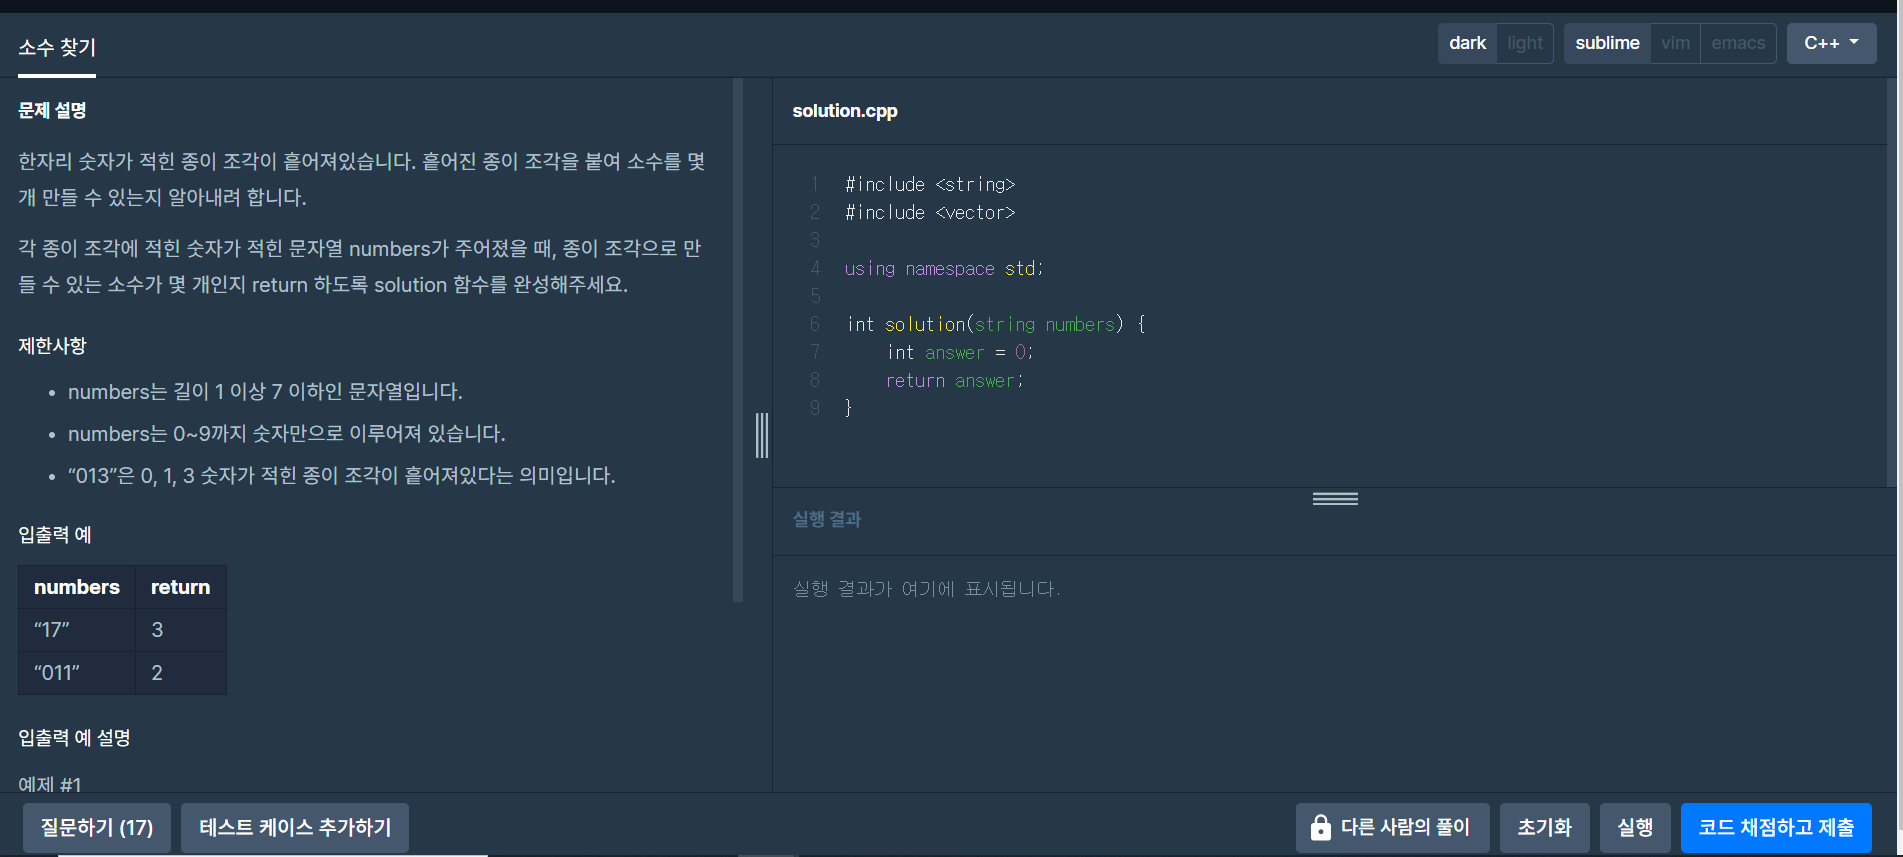 소수 찾기
dark light sublime vim emacs C++
문제 설명
한자리 숫자가 적힌 종이 조각이 흩어져있습니다. 흩어진 종이 조각을 붙여 소수를 몇
개 만들 수 있는지 알아내려 합니다.
각 종이 조각에 적힌 숫자가 적힌 문자열 numbers가 주어졌을 때, 종이 조각으로 만
들 수 있는 소수가 몇 개인지 return 하도록 solution 함수를 완성해주세요.
제한사항
• numbers는 길이 1 이상 7 이하인 문자열입니다.
• numbers는 0~9까지 숫자만으로 이루어져 있습니다.
• “013”은 0, 1, 3 숫자가 적힌 종이 조각이 흩어져있다는 의미입니다.
입출력 예
numbers return
“17” 3
“011” 2
입출력 예 설명
예제 #1
solution.cpp
1 #include <string>
2 #include <vector>
3
4 using namespace std;
5
6 int solution(string numbers) {
7     int answer = 0;
8     return answer;
9 }
실행 결과
실행 결과가 여기에 표시됩니다.
질문하기 (17) 테스트 케이스 추가하기 다른 사람의 풀이 초기화 실행 코드 채점하고 제출